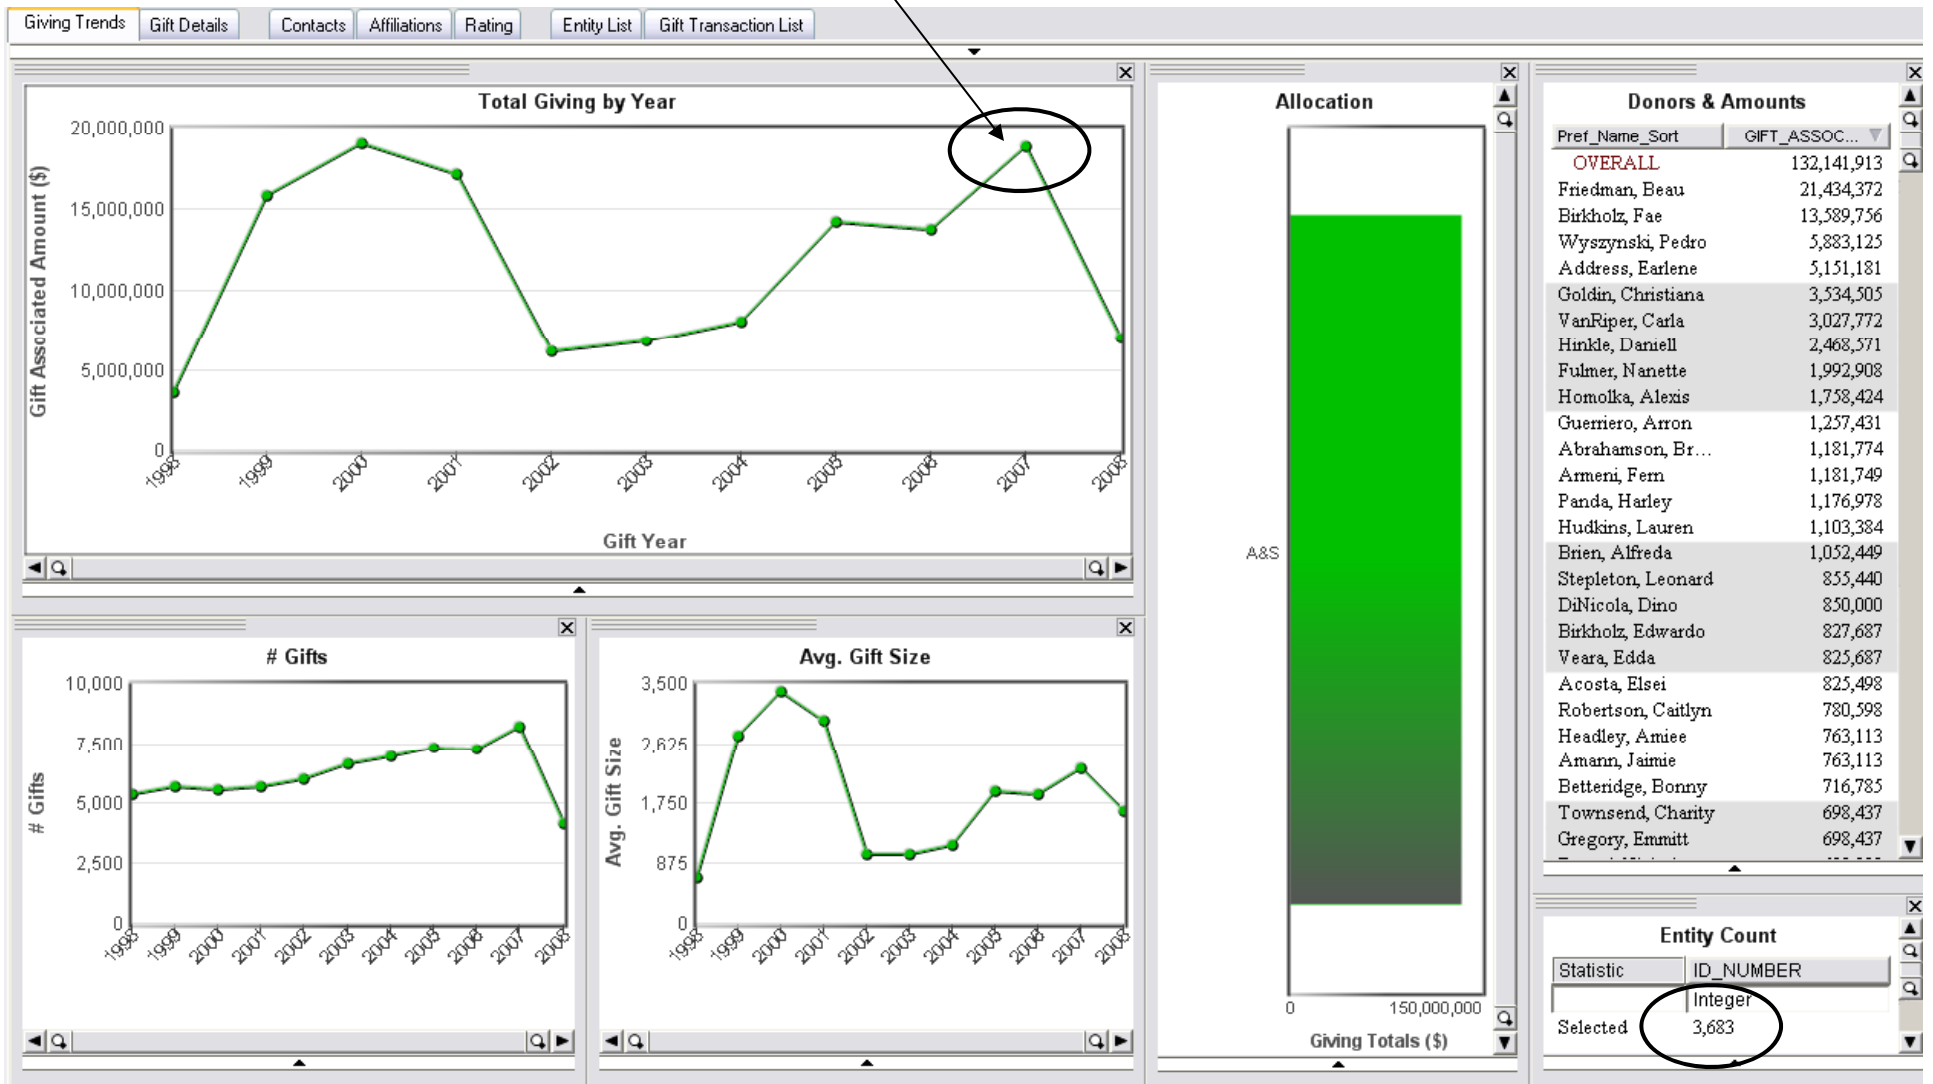 Giving Trends Gift Details Contacts Affiliations Rating Entity List Gift Transaction List
Total Giving by Year
Gift Associated Amount ($)
20,000,000
15,000,000
10,000,000
5,000,000
0
1998 1999 2000 2001 2002 2003 2004 2005 2006 2007 2008
Gift Year
# Gifts
# Gifts
10,000
7,500
5,000
2,500
0
1998 1999 2000 2001 2002 2003 2004 2005 2006 2007 2008
Avg. Gift Size
Avg. Gift Size
3,500
2,625
1,750
875
0
1998 1999 2000 2001 2002 2003 2004 2005 2006 2007 2008
Allocation
A&S
0 150,000,000
Giving Totals ($)
Donors & Amounts
Pref_Name_Sort GIFT_ASSOC...
OVERALL 132,141,913
Friedman, Beau 21,434,372
Birkholz, Fae 13,589,756
Wyszynski, Pedro 5,883,125
Address, Earlene 5,151,181
Goldin, Christiana 3,534,505
VanRiper, Carla 3,027,772
Hinkle, Daniell 2,468,571
Fulmer, Nanette 1,992,908
Homolka, Alexis 1,758,424
Guerriero, Arron 1,257,431
Abrahamson, Br... 1,181,774
Armeni, Fern 1,181,749
Panda, Harley 1,176,978
Hudkins, Lauren 1,103,384
Brien, Alfreda 1,052,449
Stepleton, Leonard 855,440
DiNicola, Dino 850,000
Birkholz, Edwardo 827,687
Veara, Edda 825,687
Acosta, Elsei 825,498
Robertson, Caitlyn 780,598
Headley, Amiee 763,113
Amann, Jaimie 763,113
Betteridge, Bonny 716,785
Townsend, Charity 698,437
Gregory, Emmitt 698,437
Entity Count
Statistic ID_NUMBER
Integer
Selected 3,683